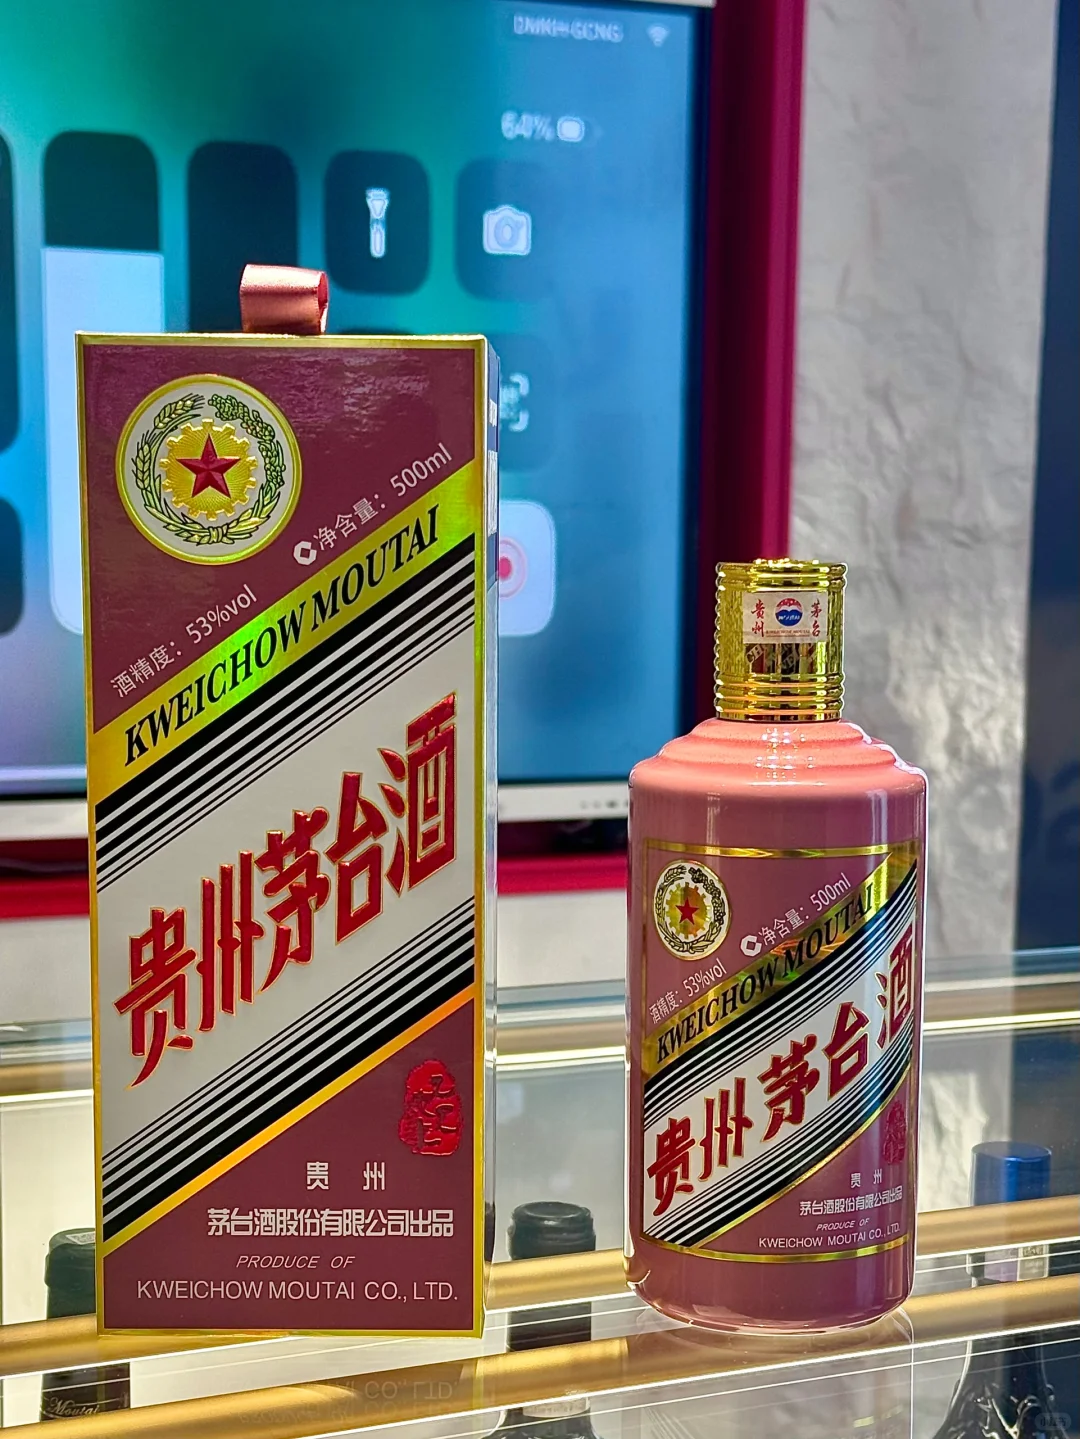 64%
净含量：500ml
酒精度：53%vol
KWEICHOW MOUTAI
贵州茅台酒
贵 州
茅台酒股份有限公司出品
PRODUCE OF
KWEICHOW MOUTAI CO., LTD.
贵州
茅台
净含量：500ml
酒精度：53%vol
KWEICHOW MOUTAI
贵州茅台酒
贵 州
茅台酒股份有限公司出品
PRODUCE OF
KWEICHOW MOUTAI CO., LTD.
Moutai